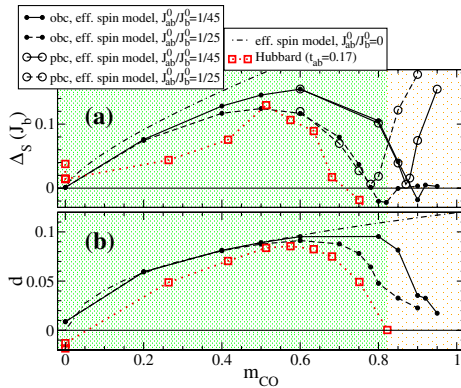 obc, eff. spin model, J⁰ab/J⁰b=1/45
obc, eff. spin model, J⁰ab/J⁰b=1/25
pbc, eff. spin model, J⁰ab/J⁰b=1/45
pbc, eff. spin model, J⁰ab/J⁰b=1/25
eff. spin model, J⁰ab/J⁰b=0
Hubbard (tab=0.17)
(a)
ΔS (Jb)
0.1
0
(b)
d
0.1
0.05
0
0 0.2 0.4 0.6 0.8 1
mCO